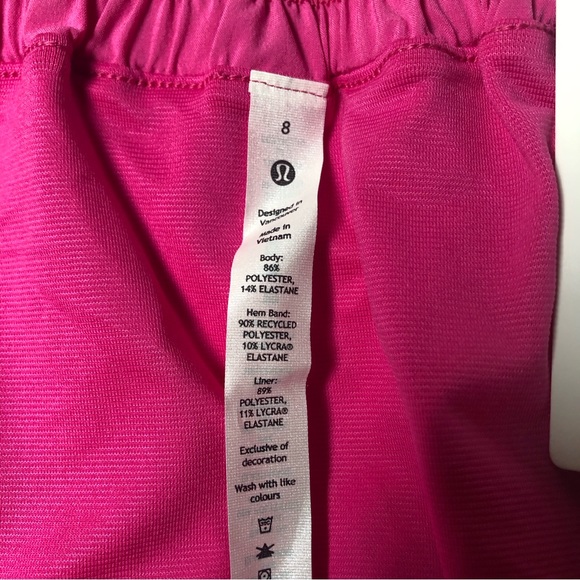 8
Designed in
Vancouver
Made in
Vietnam
Body:
86%
POLYESTER,
14% ELASTANE
Hem Band:
90% RECYCLED
POLYESTER,
10% LYCRA®
ELASTANE
Liner:
89%
POLYESTER,
11% LYCRA®
ELASTANE
Exclusive of
decoration
Wash with like
colours